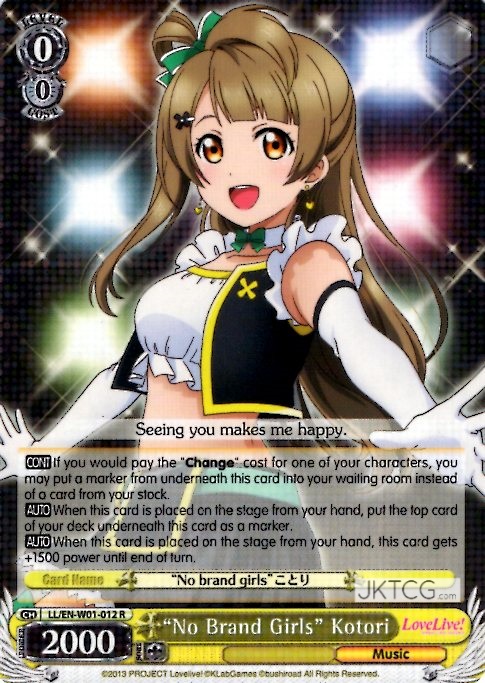 LEVEL
0
0
COST
Seeing you makes me happy.
CONT If you would pay the "Change" cost for one of your characters, you
may put a marker from underneath this card into your waiting room instead
of a card from your stock.
AUTO When this card is placed on the stage from your hand, put the top card
of your deck underneath this card as a marker.
AUTO When this card is placed on the stage from your hand, this card gets
+1500 power until end of turn.
Card Name
"No brand girls"ことり
JKTCG.com
CH LL/EN-W01-012 R
POWER 2000
"No Brand Girls" Kotori
LoveLive!
Music
©2013 PROJECT Lovelive! ©KLabGames ©bushiroad All Rights Reserved.